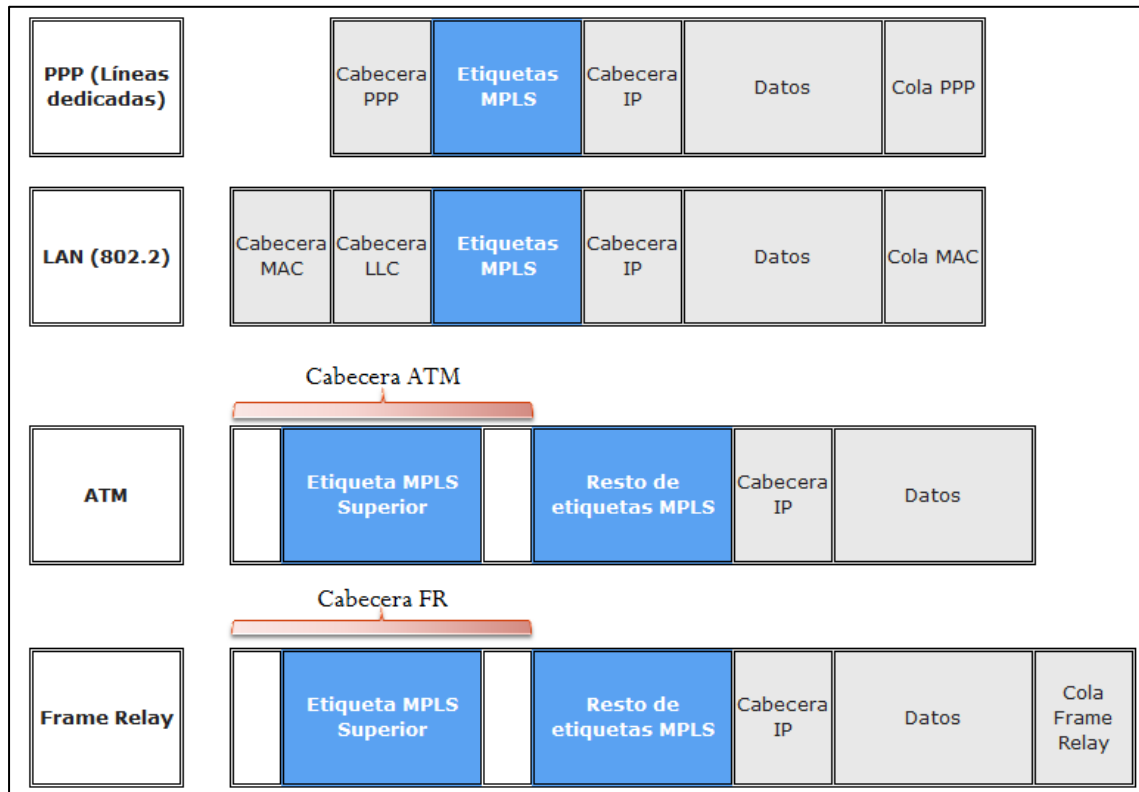 PPP (Líneas
dedicadas)
Cabecera
PPP
Etiquetas
MPLS
Cabecera
IP
Datos
Cola PPP
LAN (802.2)
Cabecera
MAC
Cabecera
LLC
Etiquetas
MPLS
Cabecera
IP
Datos
Cola MAC
Cabecera ATM
ATM
Etiqueta MPLS
Superior
Resto de
etiquetas MPLS
Cabecera
IP
Datos
Cabecera FR
Frame Relay
Etiqueta MPLS
Superior
Resto de
etiquetas MPLS
Cabecera
IP
Datos
Cola
Frame
Relay